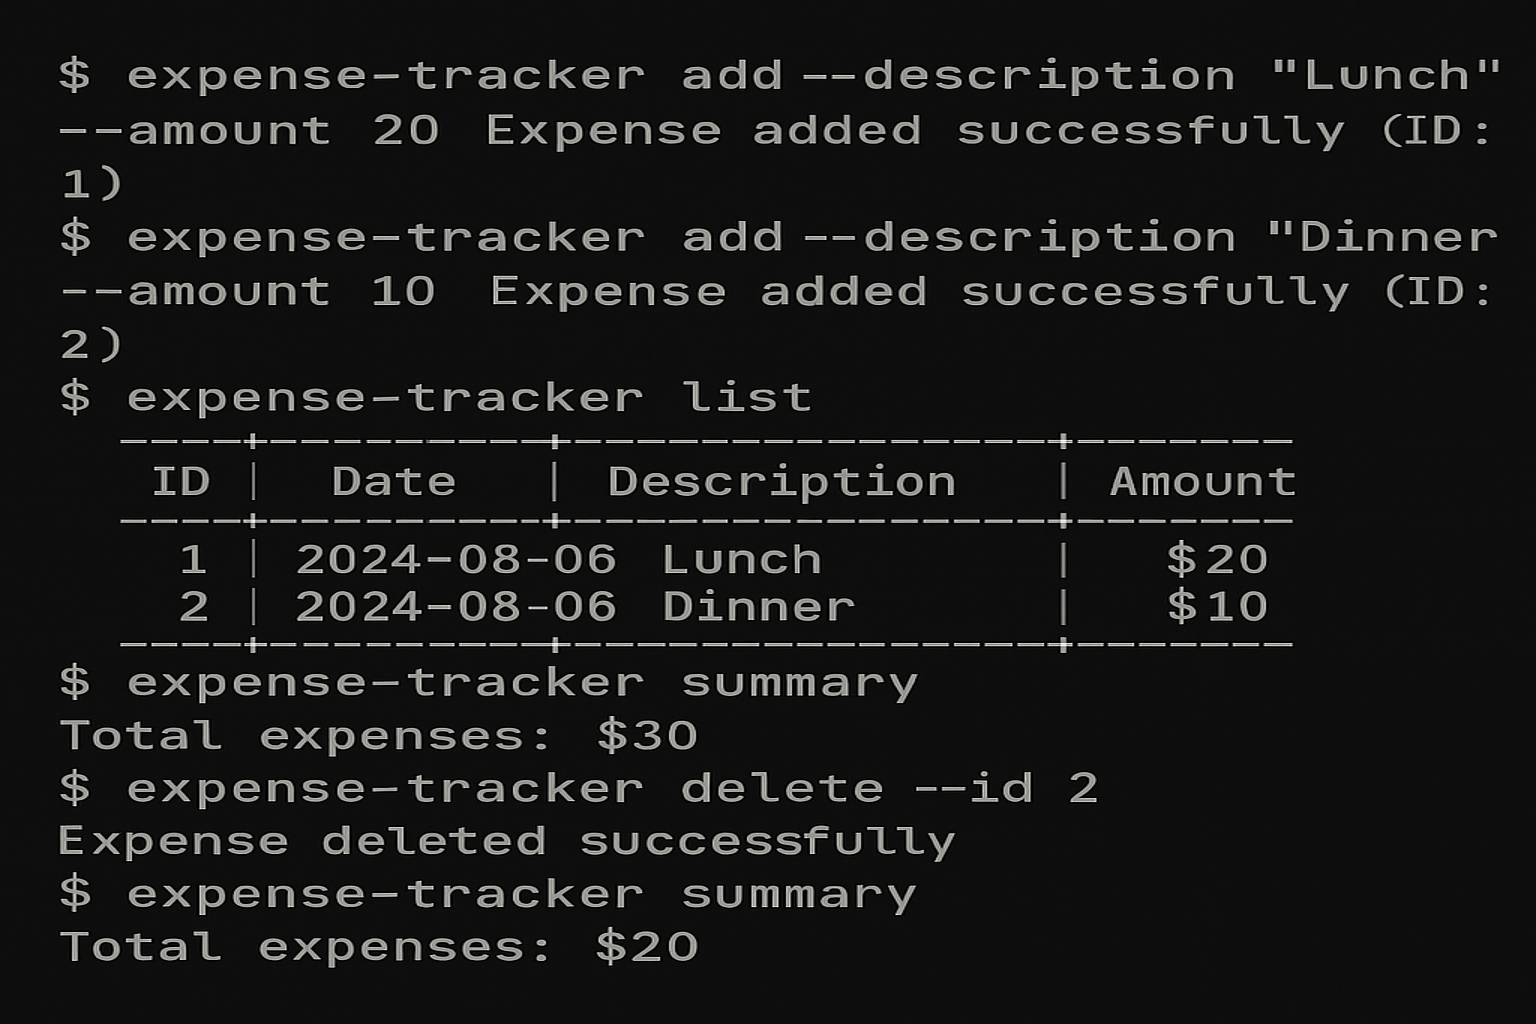 $ expense-tracker add --description "Lunch"
--amount 20 Expense added successfully (ID:
1)
$ expense-tracker add --description "Dinner
--amount 10 Expense added successfully (ID:
2)
$ expense-tracker list
----+---------+----------------+-------
ID | Date | Description | Amount
----+---------+----------------+-------
1 | 2024-08-06 Lunch | $20
2 | 2024-08-06 Dinner | $10
----+---------+----------------+-------
$ expense-tracker summary
Total expenses: $30
$ expense-tracker delete --id 2
Expense deleted successfully
$ expense-tracker summary
Total expenses: $20